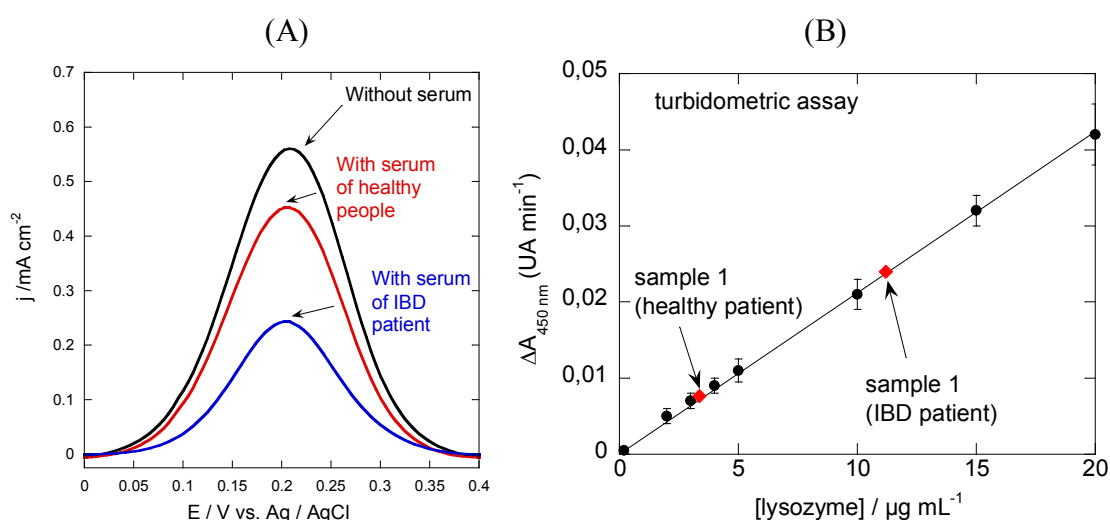 (A)
j /mA cm-2
0.7
0.6
0.5
0.4
0.3
0.2
0.1
0
Without serum
With serum
of healthy
people
With serum
of IBD
patient
0 0.05 0.1 0.15 0.2 0.25 0.3 0.35 0.4
E / V vs. Ag / AgCl
(B)
ΔA450 nm (UA min-1)
0,05
0,04
0,03
0,02
0,01
0
turbidometric assay
sample 1
(healthy patient)
sample 1
(IBD patient)
0 5 10 15 20
[lysozyme] / µg mL-1